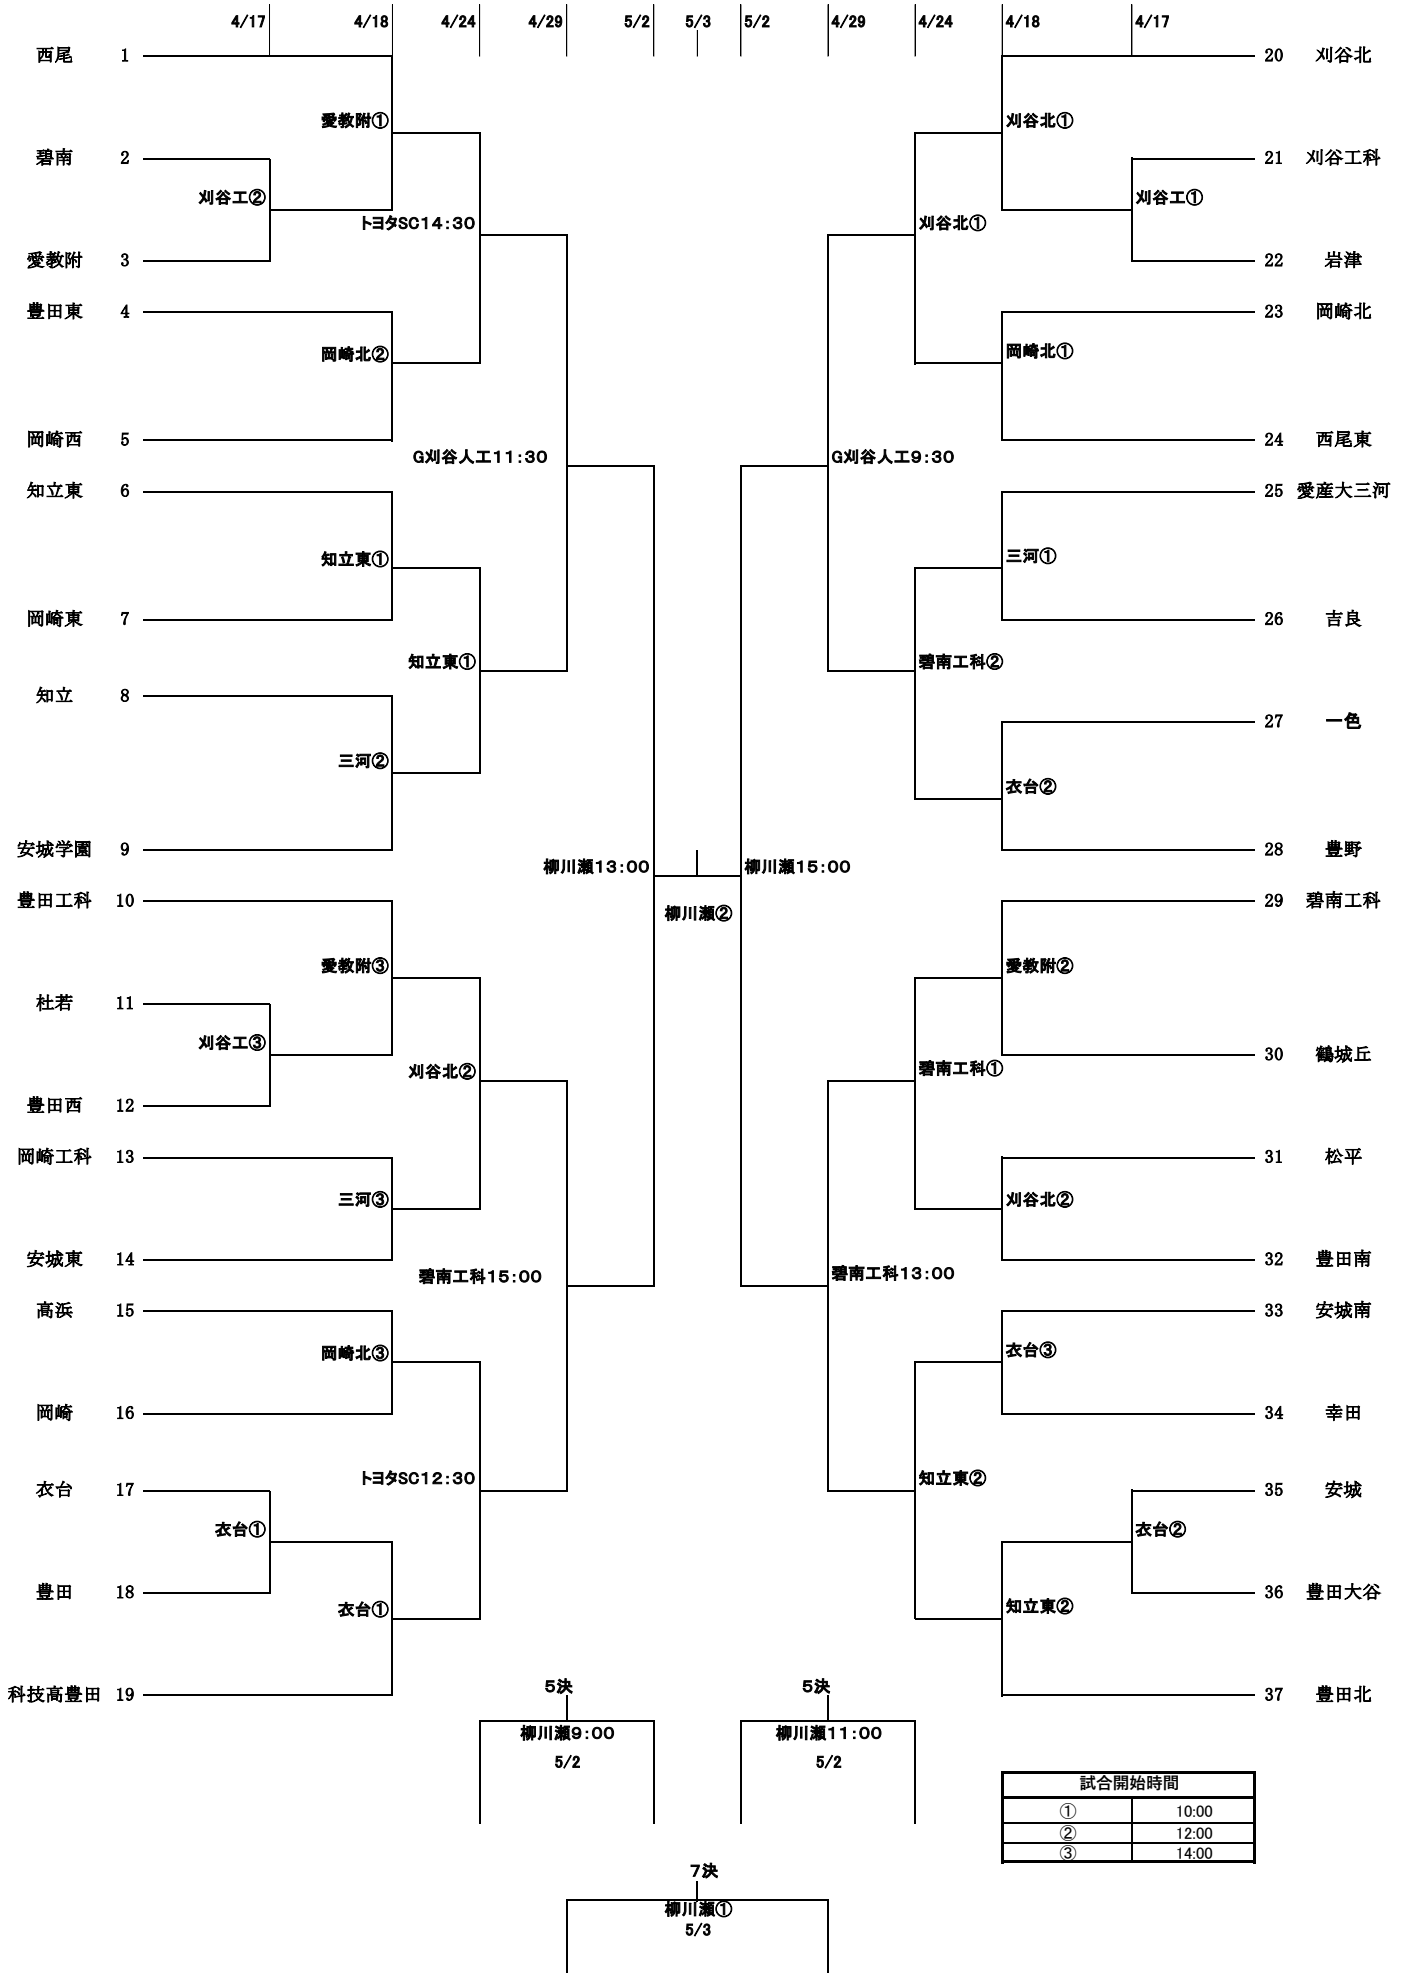 4/17 4/18 4/24 4/29 5/2 5/3 5/2 4/29 4/24 4/18 4/17
西尾 1 20 刈谷北
愛教附① 刈谷北①
碧南 2 21 刈谷工科
刈谷工② 刈谷工①
トヨタSC14:30 刈谷北①
愛教附 3 22 岩津
豊田東 4 23 岡崎北
岡崎北② 岡崎北①
岡崎西 5 24 西尾東
G刈谷人工11:30 G刈谷人工9:30
知立東 6 25 愛産大三河
知立東① 三河①
岡崎東 7 26 吉良
知立東① 碧南工科②
知立 8 27 一色
三河② 衣台②
安城学園 9 28 豊野
柳川瀬13:00 柳川瀬15:00
豊田工科 10 29 碧南工科
柳川瀬②
愛教附③ 愛教附②
杜若 11
刈谷工③ 30 鶴城丘
刈谷北② 碧南工科①
豊田西 12
岡崎工科 13 31 松平
三河③ 刈谷北②
安城東 14 32 豊田南
碧南工科15:00 碧南工科13:00
高浜 15 33 安城南
岡崎北③ 衣台③
岡崎 16 34 幸田
トヨタSC12:30 知立東②
衣台 17 35 安城
衣台① 衣台②
豊田 18 36 豊田大谷
衣台① 知立東②
科技高豊田 19 37 豊田北
5決 5決
柳川瀬9:00 柳川瀬11:00
5/2 5/2
試合開始時間
① 10:00
② 12:00
③ 14:00
7決
柳川瀬①
5/3